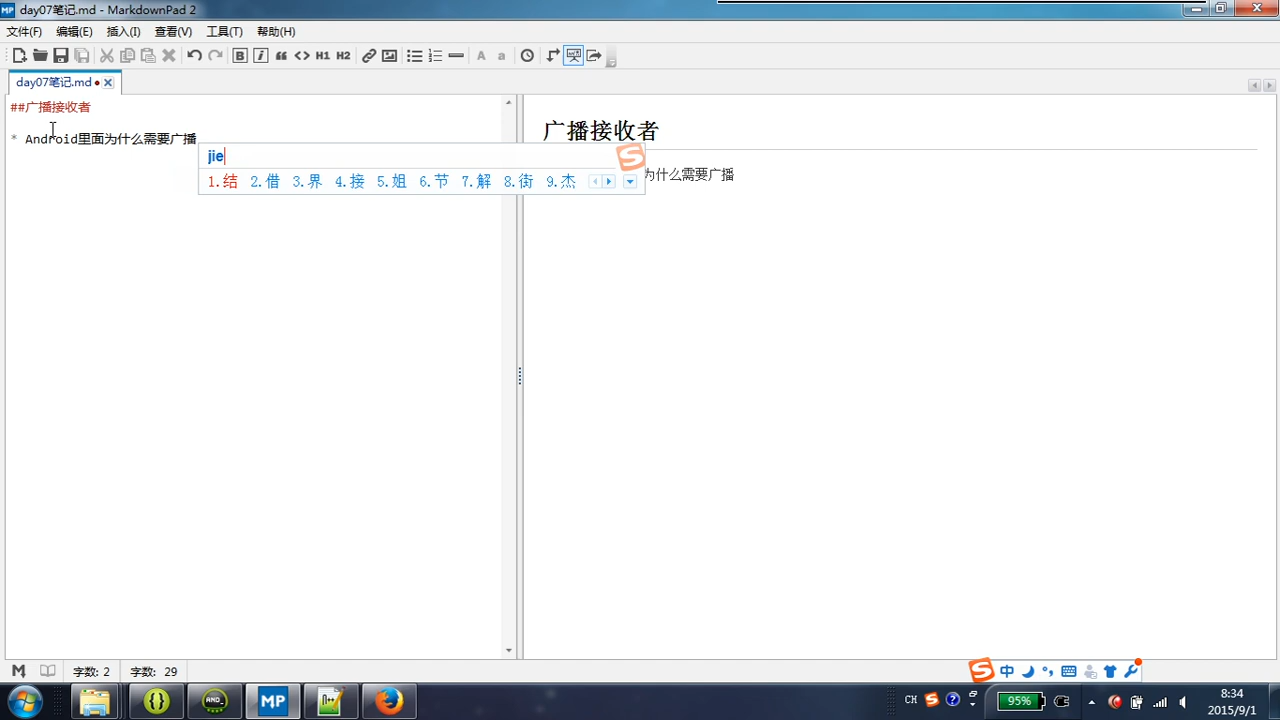 day07笔记.md - MarkdownPad 2
文件(F) 编辑(E) 插入(I) 查看(V) 工具(T) 帮助(H)
B i H1 H2 A a
day07笔记.md
##广播接收者
* Android里面为什么需要广播
jie
1.结 2.借 3.界 4.接 5.姐 6.节 7.解 8.街 9.杰
广播接收者
为什么需要广播
字数: 2 字数: 29
中
CH 95% 8:34
2015/9/1